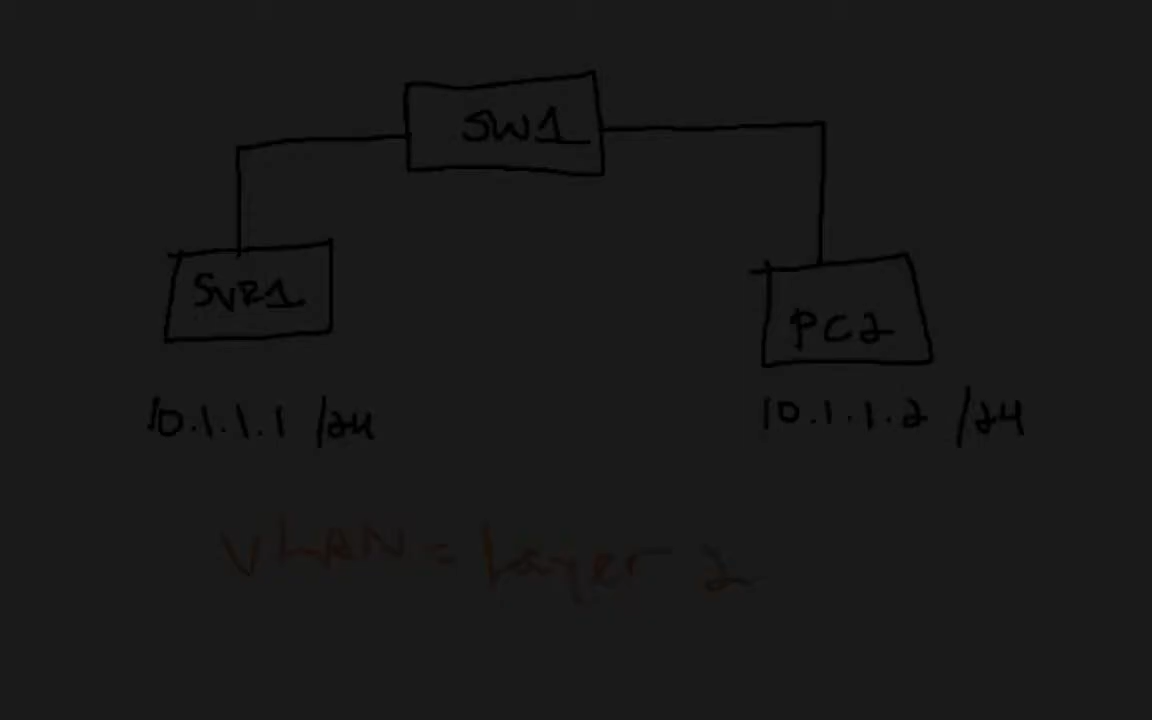 SW1
SVR1
PC2
10.1.1.1 /24
10.1.1.2 /24
VLAN = Layer 2